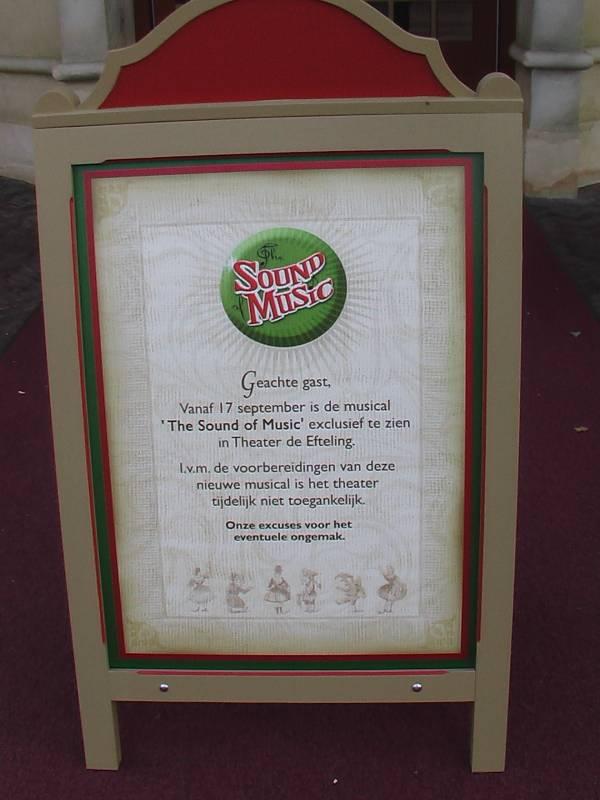 The
SOUND
of MUSIC
Geachte gast,
Vanaf 17 september is de musical
'The Sound of Music' exclusief te zien
in Theater de Efteling.
I.v.m. de voorbereidingen van deze
nieuwe musical is het theater
tijdelijk niet toegankelijk.
Onze excuses voor het
eventuele ongemak.